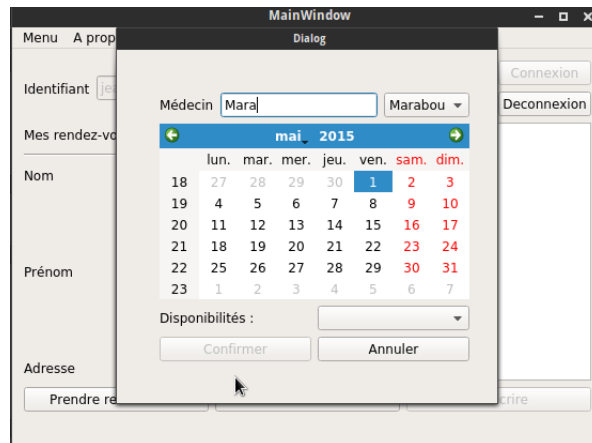 MainWindow
Menu A prop
Dialog
Identifiant
Connexion
Médecin Mara Marabou
Deconnexion
mai 2015
Mes rendez-vo
lun. mar. mer. jeu. ven. sam. dim.
Nom
18 27 28 29 30 1 2 3
19 4 5 6 7 8 9 10
20 11 12 13 14 15 16 17
21 18 19 20 21 22 23 24
Prénom
22 25 26 27 28 29 30 31
23 1 2 3 4 5 6 7
Disponibilités :
Confirmer Annuler
Adresse
Prendre re crire